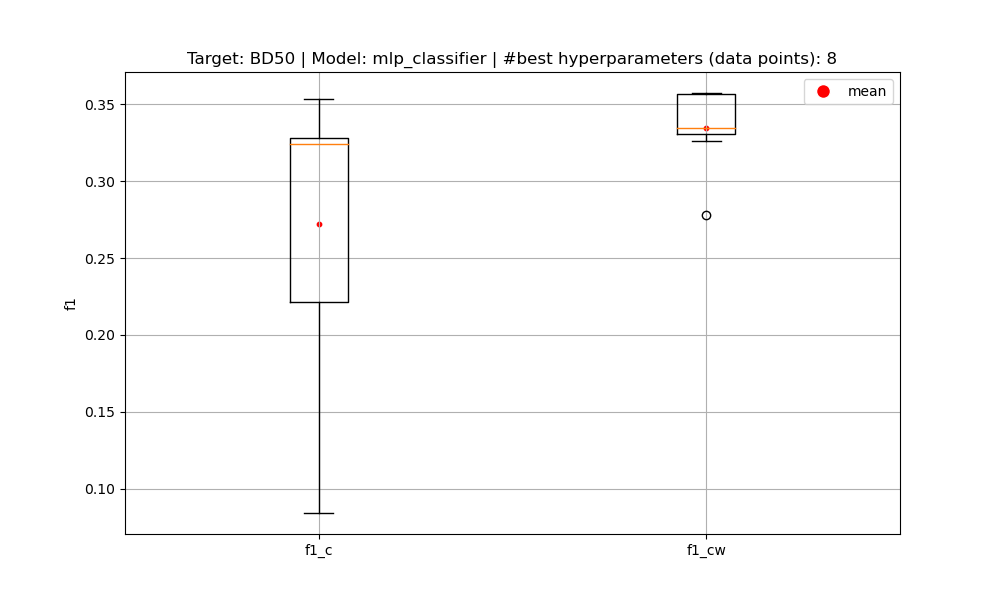 Target: BD50 | Model: mlp_classifier | #best hyperparameters (data points): 8
mean
0.35
0.30
0.25
0.20
0.15
0.10
f1
f1_c
f1_cw